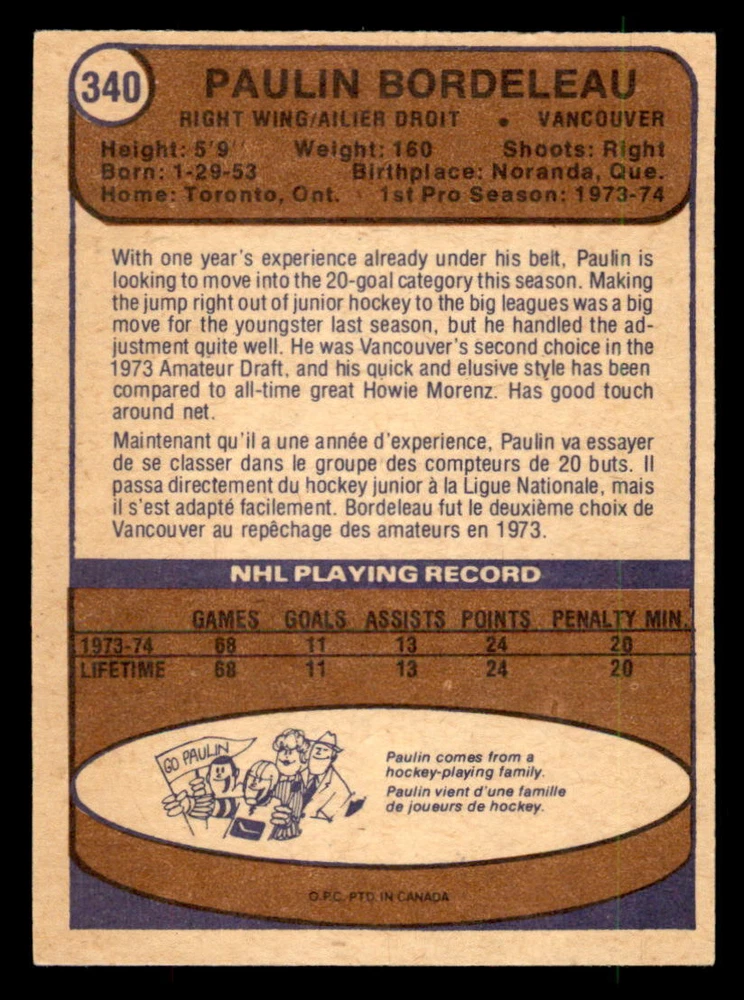 340
PAULIN BORDELEAU
RIGHT WING/AILIER DROIT • VANCOUVER
Height: 5'9" Weight: 160 Shoots: Right
Born: 1-29-53 Birthplace: Noranda, Que.
Home: Toronto, Ont. 1st Pro Season: 1973-74
With one year's experience already under his belt, Paulin is
looking to move into the 20-goal category this season. Making
the jump right out of junior hockey to the big leagues was a big
move for the youngster last season, but he handled the ad-
justment quite well. He was Vancouver's second choice in the
1973 Amateur Draft, and his quick and elusive style has been
compared to all-time great Howie Morenz. Has good touch
around net.
Maintenant qu'il a une année d'experience, Paulin va essayer
de se classer dans le groupe des compteurs de 20 buts. Il
passa directement du hockey junior à la Ligue Nationale, mais
il s'est adapté facilement. Bordeleau fut le deuxième choix de
Vancouver au repêchage des amateurs en 1973.
NHL PLAYING RECORD
GAMES GOALS ASSISTS POINTS PENALTY MIN.
1973-74 68 11 13 24 20
LIFETIME 68 11 13 24 20
GO PAULIN
Paulin comes from a
hockey-playing family.
Paulin vient d'une famille
de joueurs de hockey.
O.P.C. PTD. IN CANADA